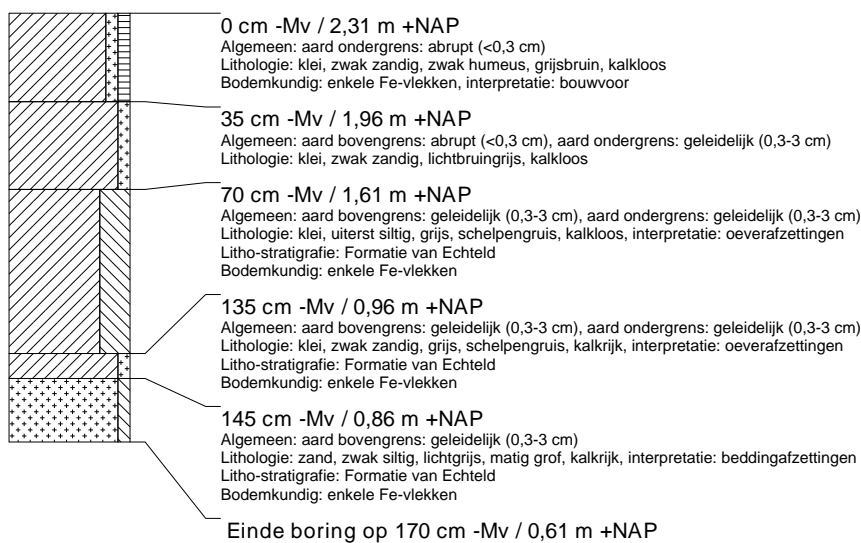 0 cm -Mv / 2,31 m +NAP
Algemeen: aard ondergrens: abrupt (<0,3 cm)
Lithologie: klei, zwak zandig, zwak humeus, grijsbruin, kalkloos
Bodemkundig: enkele Fe-vlekken, interpretatie: bouwvoor
35 cm -Mv / 1,96 m +NAP
Algemeen: aard bovengrens: abrupt (<0,3 cm), aard ondergrens: geleidelijk (0,3-3 cm)
Lithologie: klei, zwak zandig, lichtbruingrijs, kalkloos
70 cm -Mv / 1,61 m +NAP
Algemeen: aard bovengrens: geleidelijk (0,3-3 cm), aard ondergrens: geleidelijk (0,3-3 cm)
Lithologie: klei, uiterst siltig, grijs, schelpengruis, kalkloos, interpretatie: oeverafzettingen
Litho-stratigrafie: Formatie van Echteld
Bodemkundig: enkele Fe-vlekken
135 cm -Mv / 0,96 m +NAP
Algemeen: aard bovengrens: geleidelijk (0,3-3 cm), aard ondergrens: geleidelijk (0,3-3 cm)
Lithologie: klei, zwak zandig, grijs, schelpengruis, kalkrijk, interpretatie: oeverafzettingen
Litho-stratigrafie: Formatie van Echteld
Bodemkundig: enkele Fe-vlekken
145 cm -Mv / 0,86 m +NAP
Algemeen: aard bovengrens: geleidelijk (0,3-3 cm)
Lithologie: zand, zwak siltig, lichtgrijs, matig grof, kalkrijk, interpretatie: beddingafzettingen
Litho-stratigrafie: Formatie van Echteld
Bodemkundig: enkele Fe-vlekken
Einde boring op 170 cm -Mv / 0,61 m +NAP